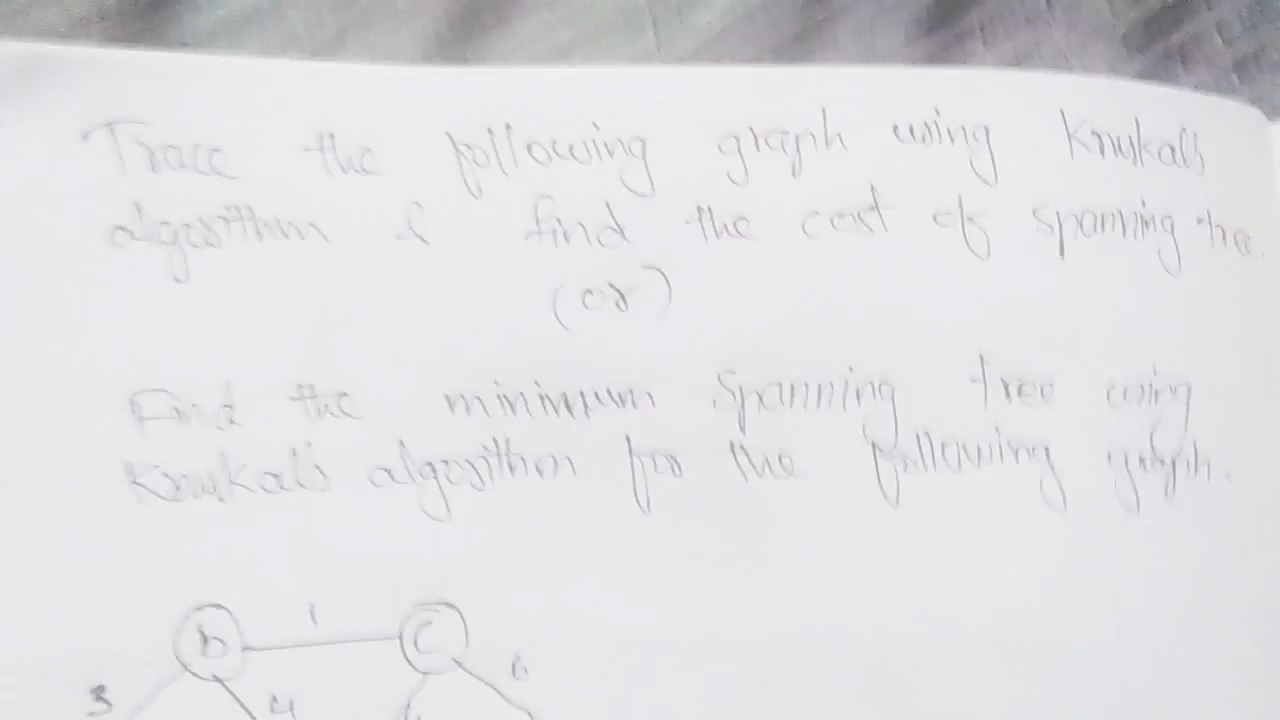 Trace the following graph using Kruskals
algorithm & find the cost of spanning tree.
(or)
Find the minimum spanning tree using
Kruskal's algorithm for the following graph.
b 1 c
3 4 6